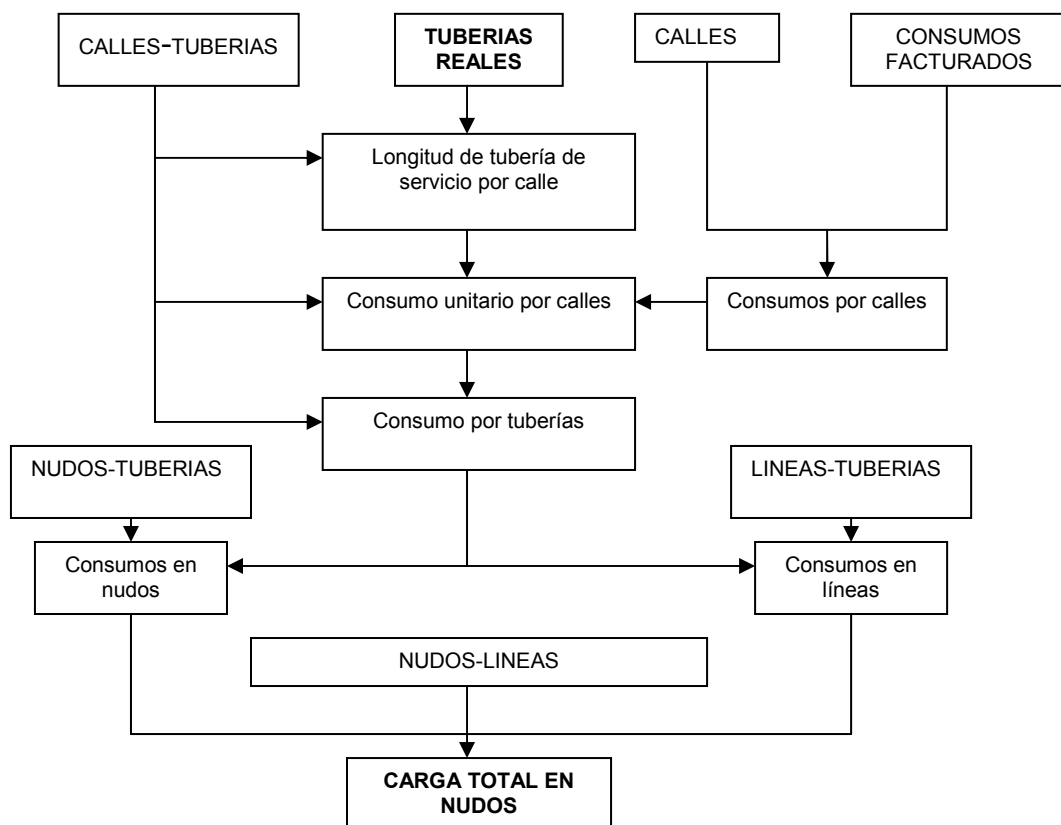 CALLES-TUBERIAS
TUBERIAS
REALES
CALLES
CONSUMOS
FACTURADOS
Longitud de tubería de
servicio por calle
Consumo unitario por calles
Consumos por calles
Consumo por tuberías
NUDOS-TUBERIAS
LINEAS-TUBERIAS
Consumos en
nudos
Consumos en
líneas
NUDOS-LINEAS
CARGA TOTAL EN
NUDOS